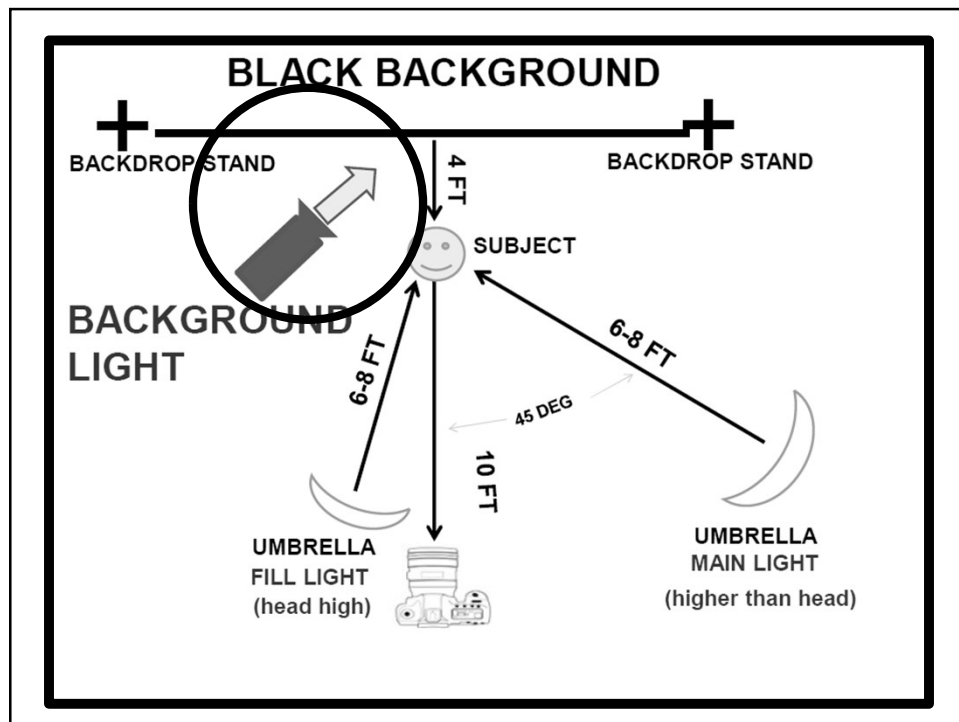 BLACK BACKGROUND
BACKDROP STAND
BACKDROP STAND
4 FT
SUBJECT
BACKGROUND
LIGHT
6-8 FT
6-8 FT
45 DEG
10 FT
UMBRELLA
FILL LIGHT
(head high)
UMBRELLA
MAIN LIGHT
(higher than head)